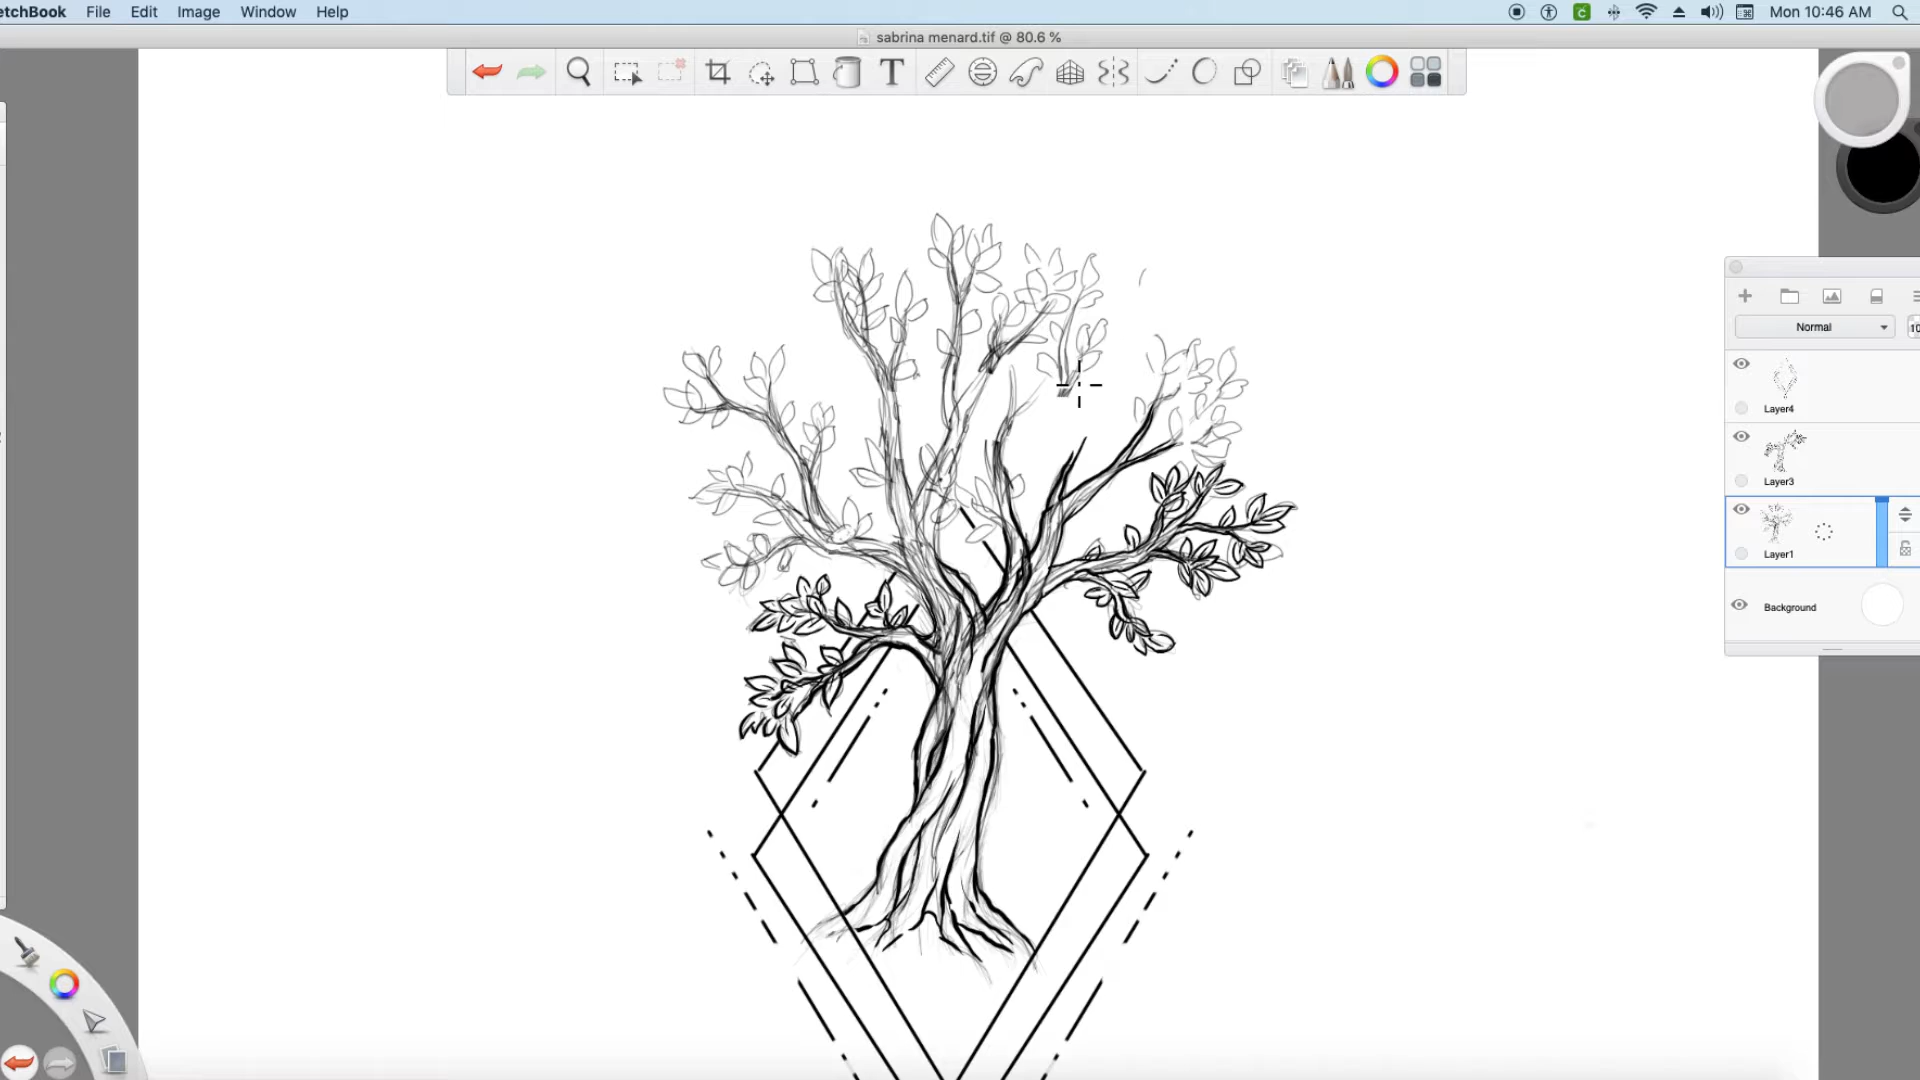 etchBook File Edit Image Window Help Mon 10:46 AM
sabrina menard.tif @ 80.6 %
T
Normal
10
Layer4
Layer3
Layer1
Background